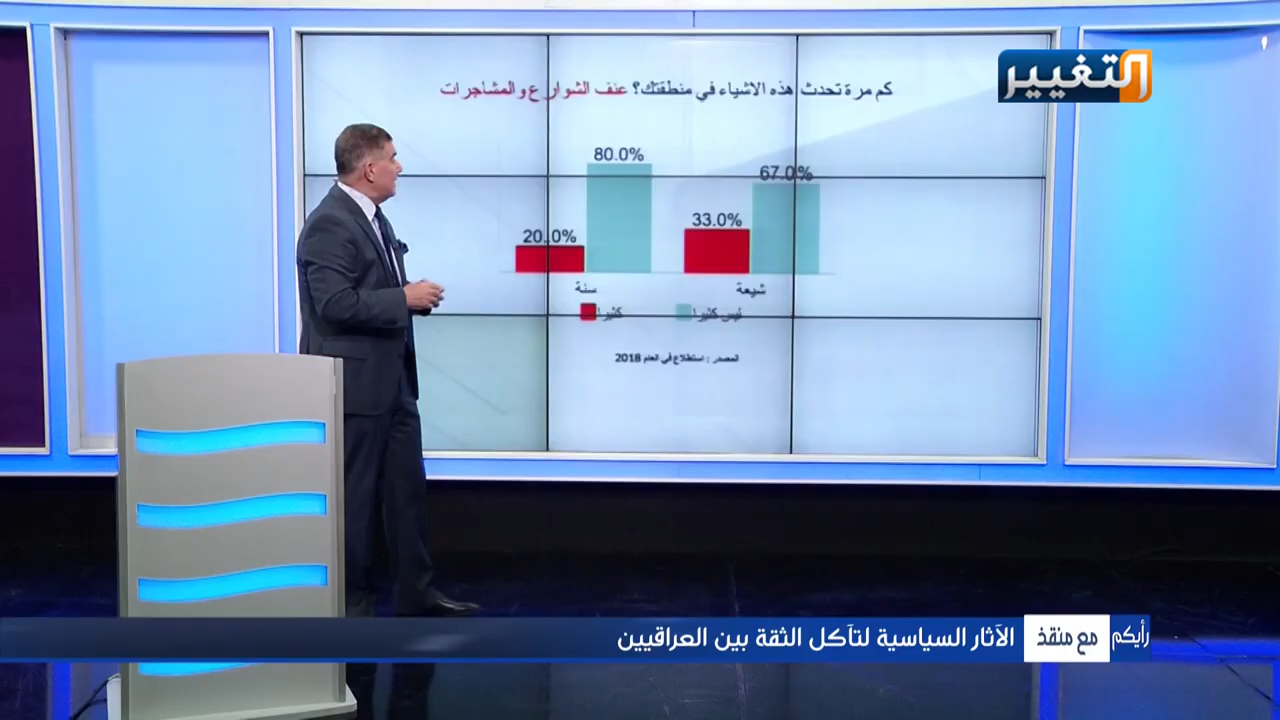 التغيير
كم مرة تحدث هذه الاشياء في منطقتك؟ عنف الشوارع والمشاجرات
80.0%
67.0%
33.0%
20.0%
شيعة
سنة
ليس كثيرا
كثيرا
المصدر : استطلاع في العام 2018
رأيكم مع منقذ
الآثار السياسية لتآكل الثقة بين العراقيين